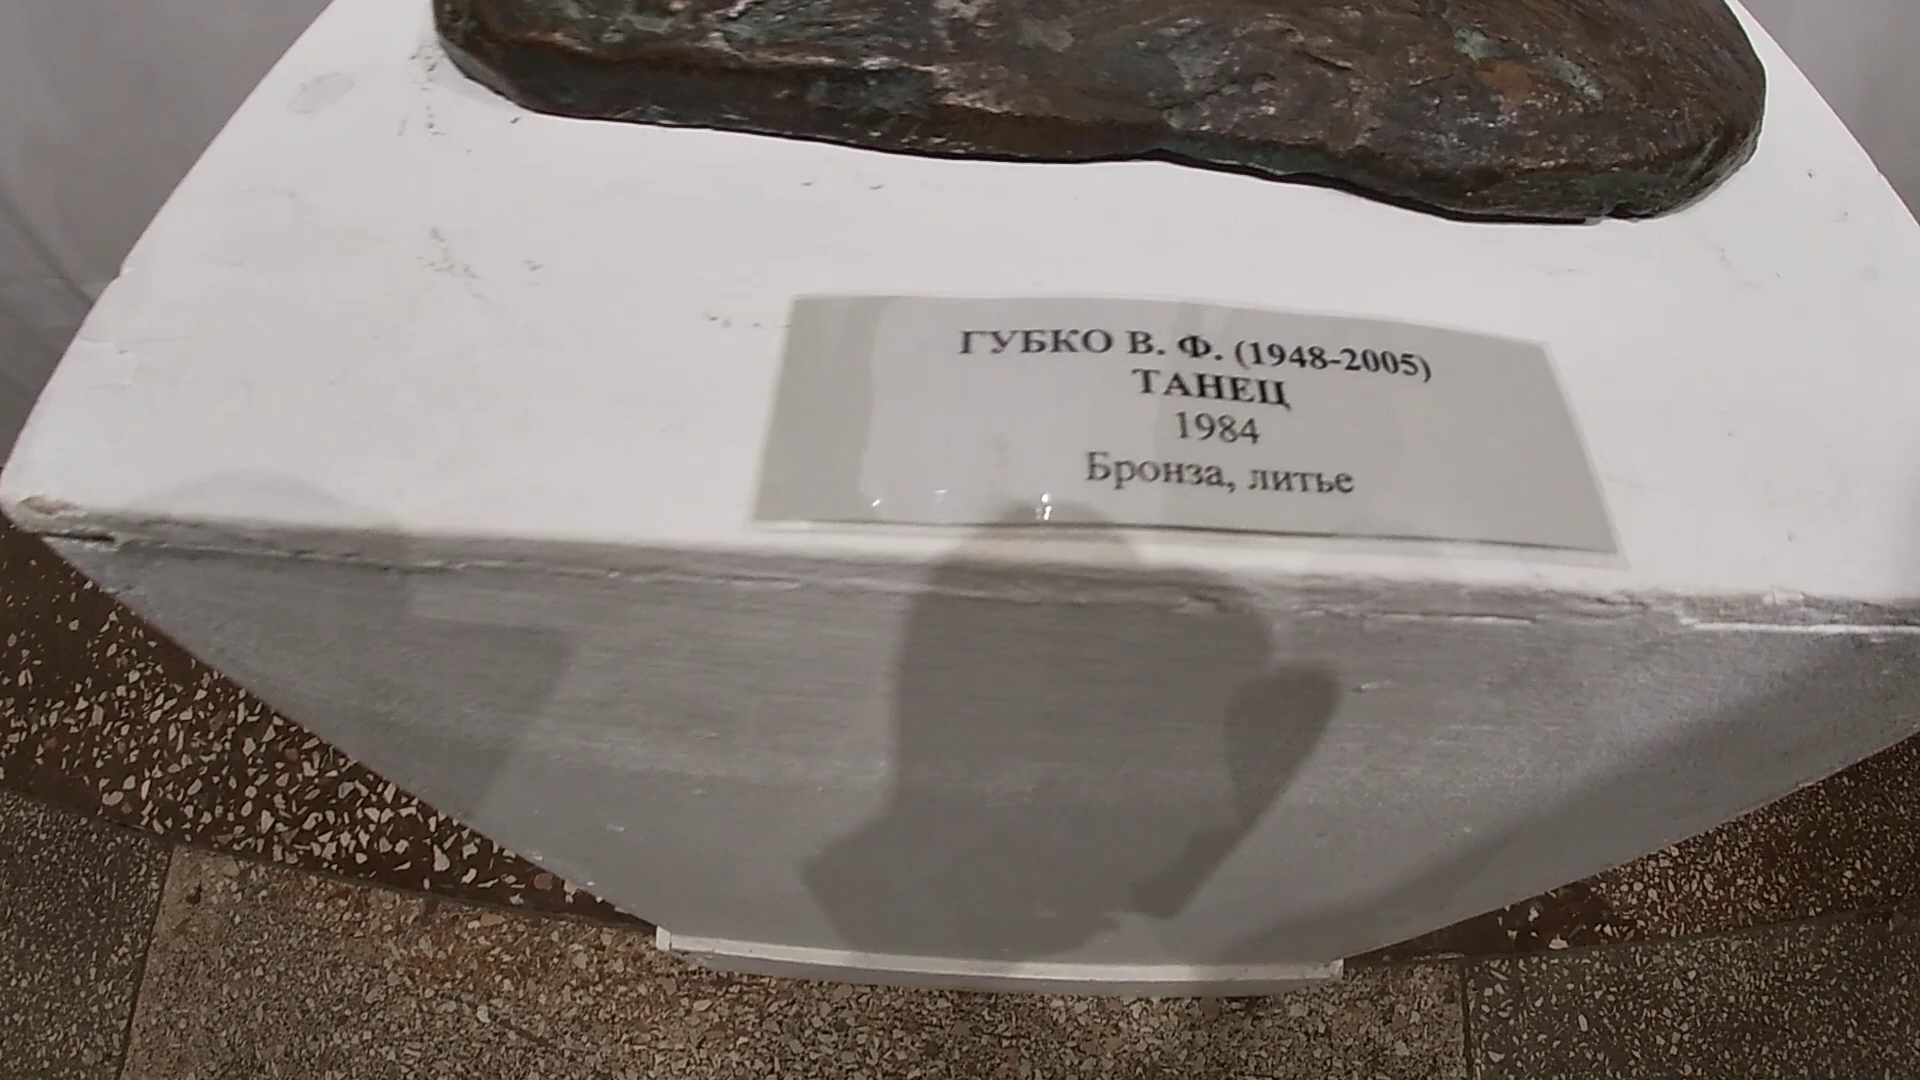 ГУБКО В. Ф. (1948-2005)
ТАНЕЦ
1984
Бронза, литье